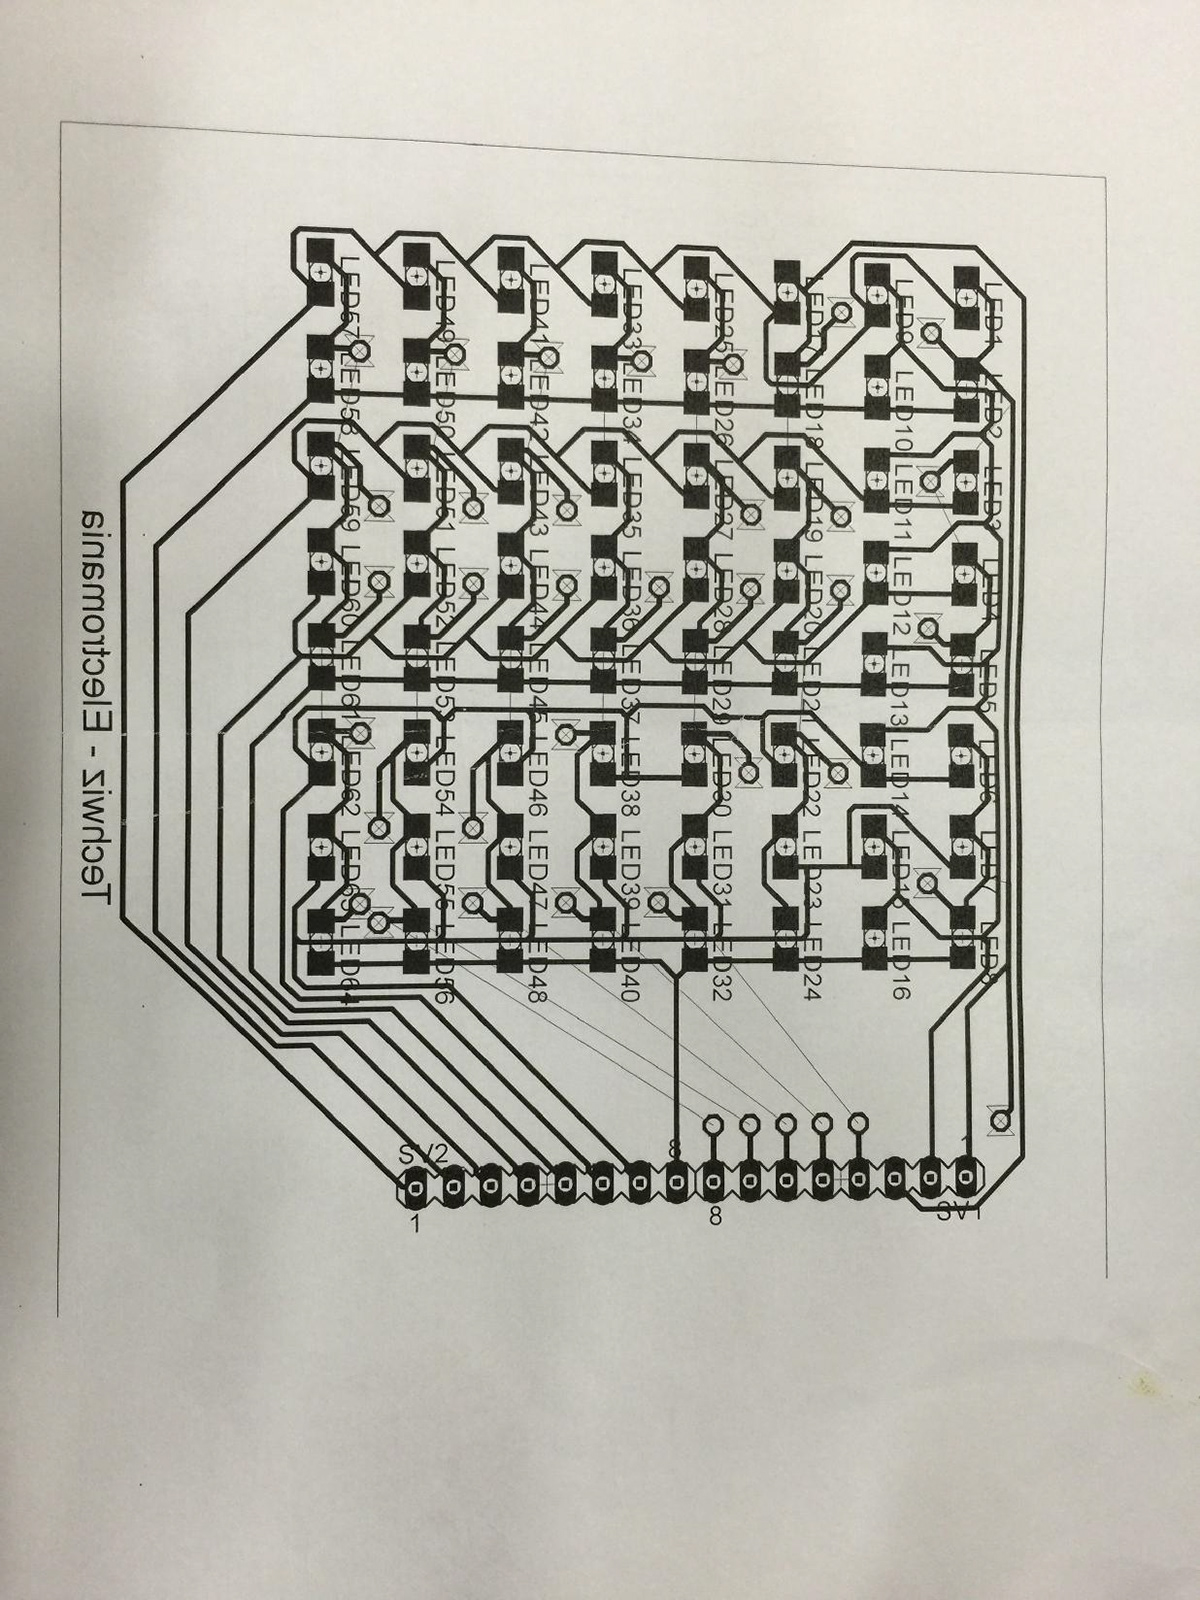 LED57 LED49 LED41 LED33 LED25 LED17 LED9 LED1
LED58 LED50 LED42 LED34 LED26 LED18 LED10 LED2
LED59 LED51 LED43 LED35 LED27 LED19 LED11 LED3
LED60 LED52 LED44 LED36 LED28 LED20 LED12 LED4
LED61 LED53 LED45 LED37 LED29 LED21 LED13 LED5
LED62 LED54 LED46 LED38 LED30 LED22 LED14 LED6
LED63 LED55 LED47 LED39 LED31 LED23 LED15 LED7
LED64 LED56 LED48 LED40 LED32 LED24 LED16 LED8
Techwiz - Electromania
SV2 8 1
1 8 SV1